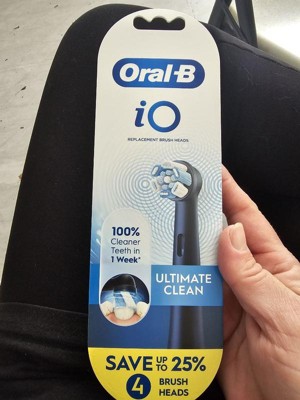 Oral-B
iO
REPLACEMENT BRUSH HEADS
100%
Cleaner
Teeth in
1 Week*
ULTIMATE
CLEAN
SAVE UP TO 25%
4 BRUSH
HEADS